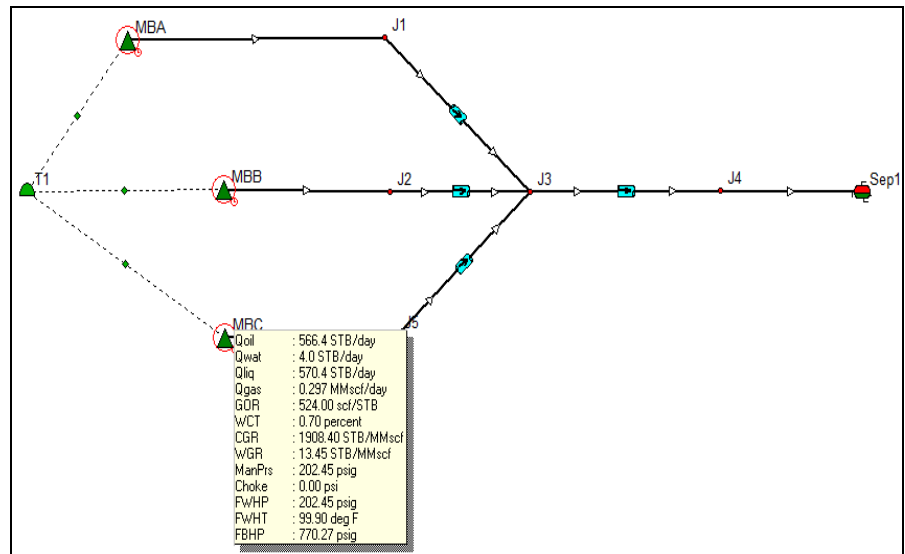 MBA
J1
T1
MBB
J2
J3
J4
Sep1
MBC
J5
Qoil : 566.4 STB/day
Qwat : 4.0 STB/day
Qliq : 570.4 STB/day
Qgas : 0.297 MMscf/day
GOR : 524.00 scf/STB
WCT : 0.70 percent
CGR : 1908.40 STB/MMscf
WGR : 13.45 STB/MMscf
ManPrs : 202.45 psig
Choke : 0.00 psi
FWHP : 202.45 psig
FWHT : 99.90 deg F
FBHP : 770.27 psig